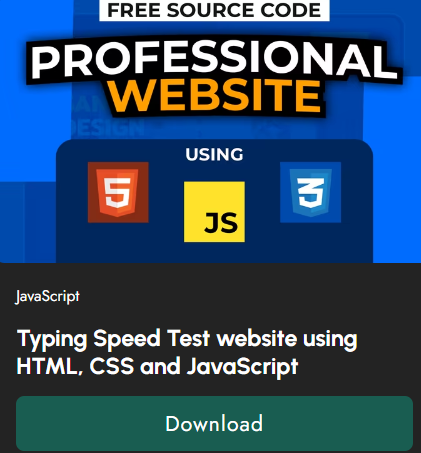 FREE SOURCE CODE
PROFESSIONAL
WEBSITE
DESIGN
USING
5
JS
3
JavaScript
Typing Speed Test website using
HTML, CSS and JavaScript
Download